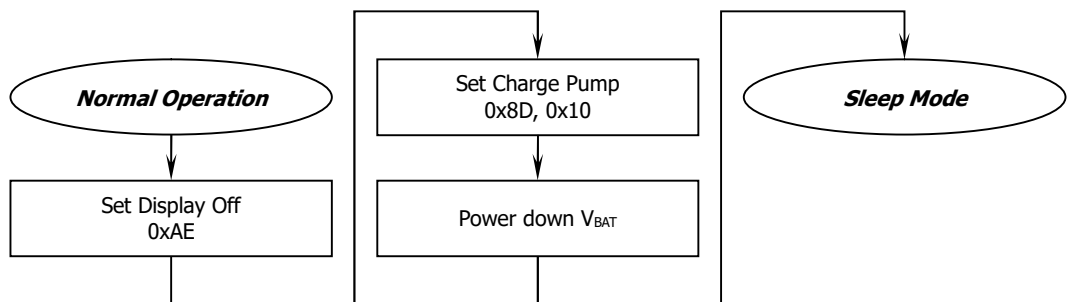 Normal Operation
Set Display Off
0xAE
Set Charge Pump
0x8D, 0x10
Power down VBAT
Sleep Mode